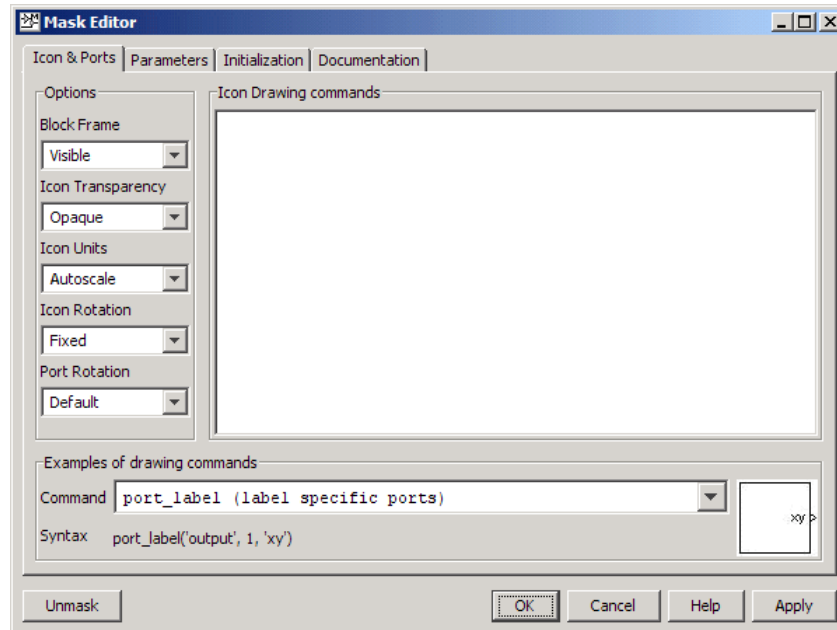 Mask Editor
Icon & Ports Parameters Initialization Documentation
Options
Block Frame
Visible
Icon Transparency
Opaque
Icon Units
Autoscale
Icon Rotation
Fixed
Port Rotation
Default
Icon Drawing commands
Examples of drawing commands
Command port_label (label specific ports)
Syntax port_label('output', 1, 'xy')
xy >
Unmask OK Cancel Help Apply